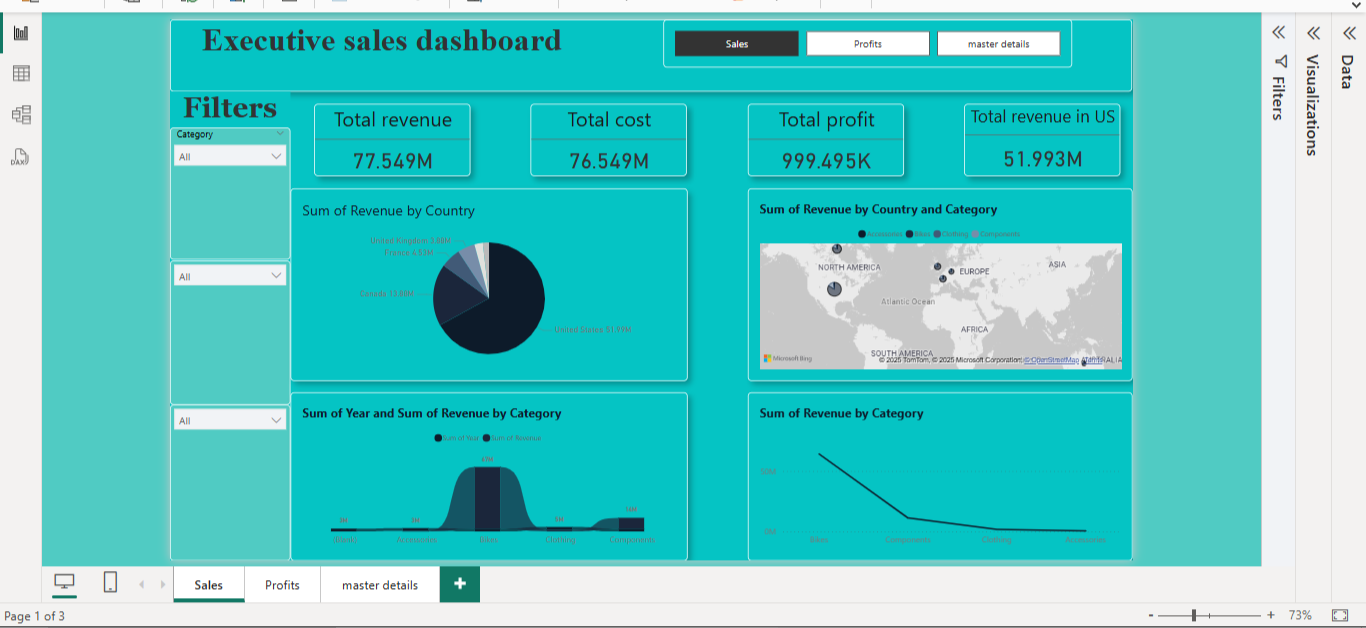 Executive sales dashboard
Sales
Profits
master details
Filters
Category
All
All
All
Total revenue
77.549M
Total cost
76.549M
Total profit
999.495K
Total revenue in US
51.993M
Sum of Revenue by Country
United Kingdom 3.88M
France 4.53M
Canada 13.88M
United States 51.99M
Sum of Revenue by Country and Category
Accessories Bikes Clothing Components
NORTH AMERICA
EUROPE
ASIA
Atlantic Ocean
AFRICA
SOUTH AMERICA
Microsoft Bing
© 2025 TomTom, © 2025 Microsoft Corporation, © OpenStreetMap
Sum of Year and Sum of Revenue by Category
Sum of Year Sum of Revenue
67M
(Blank) Accessories Bikes Clothing Components
Sum of Revenue by Category
0M
Bikes Components Clothing Accessories
Filters
Visualizations
Data
Sales
Profits
master details
+
Page 1 of 3
- + 73%